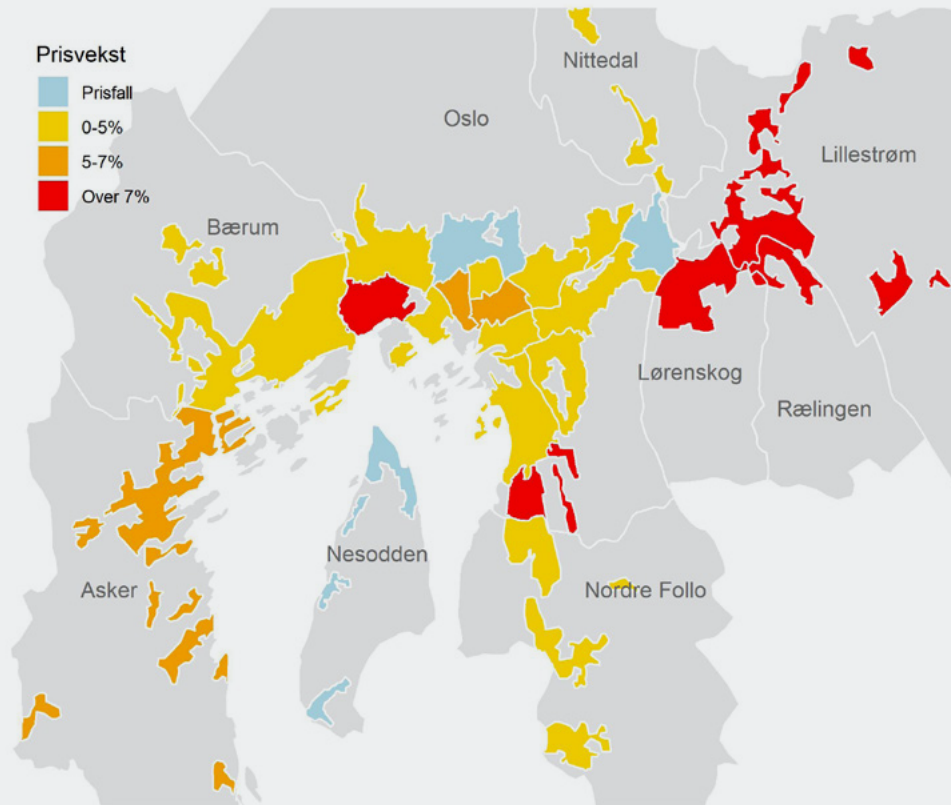 Prisvekst
Prisfall
0-5%
5-7%
Over 7%
Nittedal
Oslo
Lillestrøm
Bærum
Lørenskog
Rælingen
Nesodden
Asker
Nordre Follo